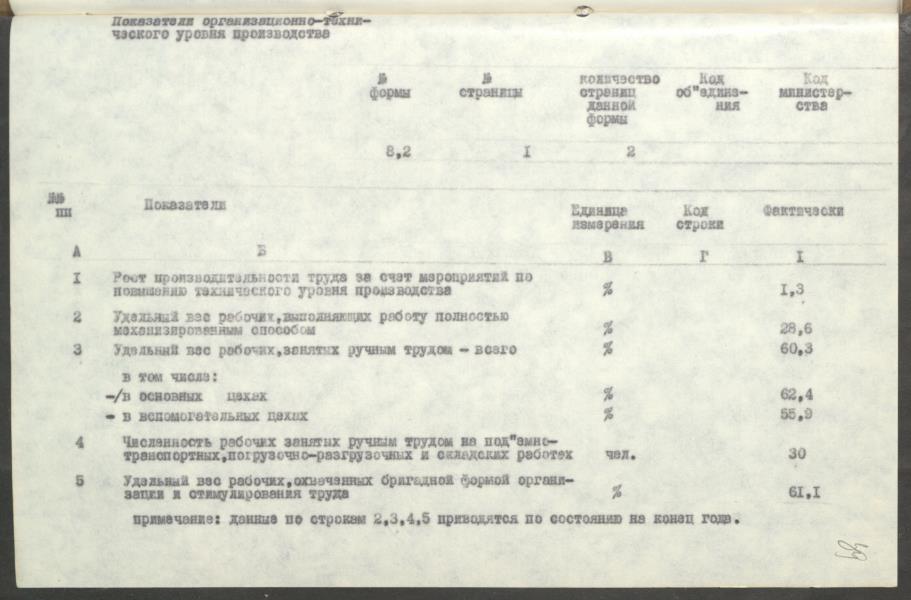 Показатели организационно-техни-
ческого уровня производства
№ формы № страницы количество страниц данной формы Код об"едине- ния Код министер- ства
8,2 I 2
№№ пп Показатели Единица измерения Код строки Фактически
А Б В Г I
I Рост производительности труда за счет мероприятий по
повышению технического уровня производства % I,3
2 Удельный вес рабочих,выполняющих работу полностью
механизированным способом % 28,6
3 Удельный вес рабочих,занятых ручным трудом - всего % 60,3
в том числе:
-/в основных цехах % 62,4
- в вспомогательных цехах % 55,9
4 Численность рабочих занятых ручным трудом на под"емно-
транспортных,погрузочно-разгрузочных и складских работах чел. 30
5 Удельный вес рабочих,охваченных бригадной формой органи-
зации и стимулирования труда % 61,I
примечание: данные по строкам 2,3,4,5 приводятся по состоянию на конец года.